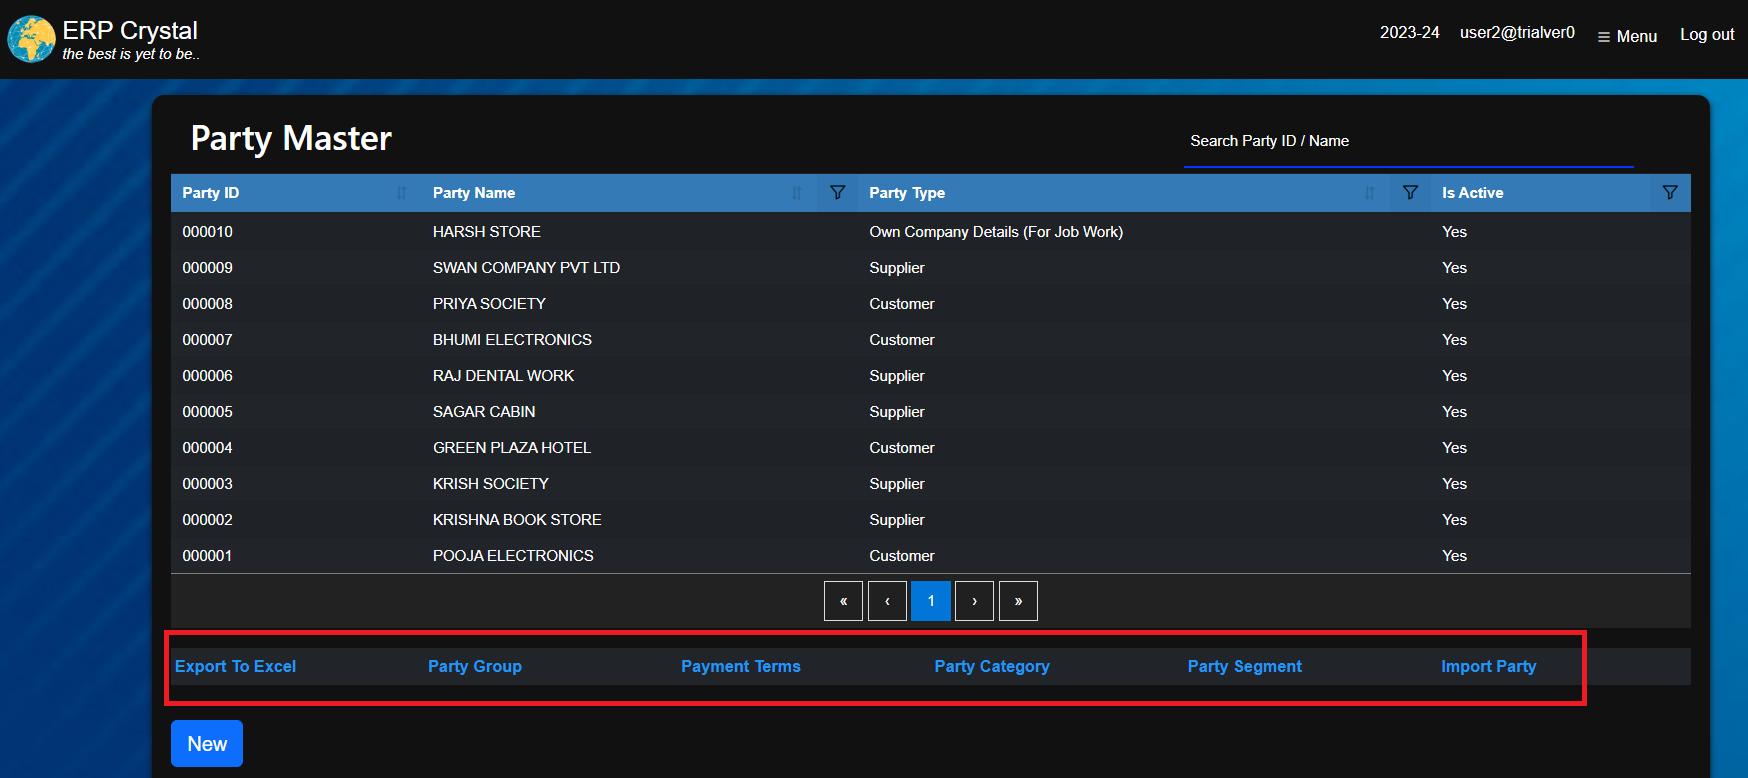 ERP Crystal
the best is yet to be..
2023-24 user2@trialver0 Menu Log out
Party Master
Search Party ID / Name
Party ID Party Name Party Type Is Active
000010 HARSH STORE Own Company Details (For Job Work) Yes
000009 SWAN COMPANY PVT LTD Supplier Yes
000008 PRIYA SOCIETY Customer Yes
000007 BHUMI ELECTRONICS Customer Yes
000006 RAJ DENTAL WORK Supplier Yes
000005 SAGAR CABIN Supplier Yes
000004 GREEN PLAZA HOTEL Customer Yes
000003 KRISH SOCIETY Supplier Yes
000002 KRISHNA BOOK STORE Supplier Yes
000001 POOJA ELECTRONICS Customer Yes
« ‹ 1 › »
Export To Excel Party Group Payment Terms Party Category Party Segment Import Party
New